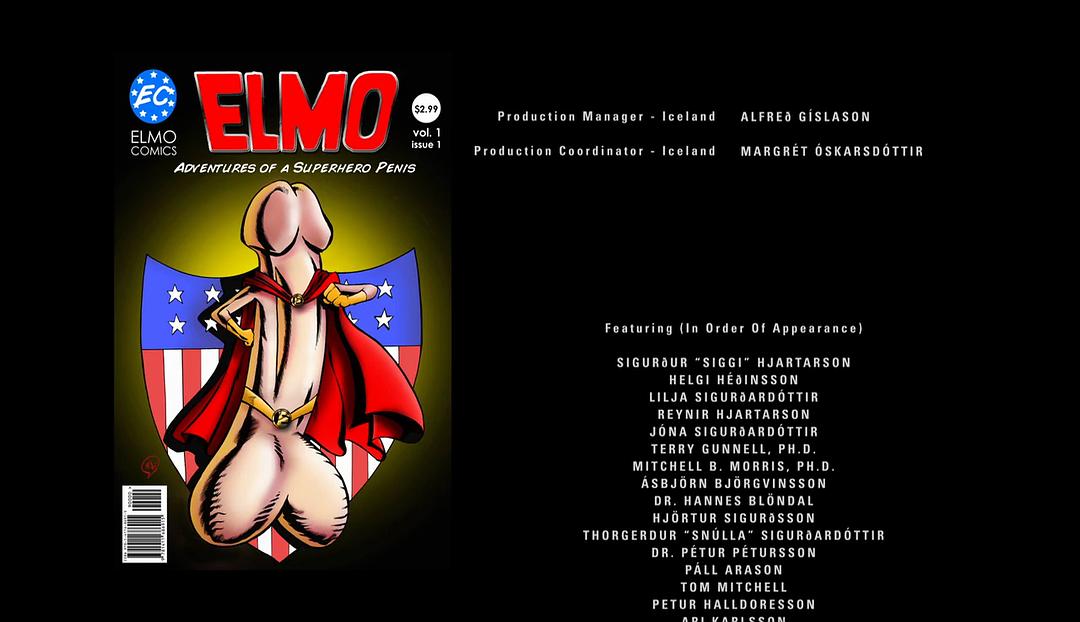 EC
ELMO
COMICS
ELMO
$2.99
vol. 1
issue 1
ADVENTURES OF A SUPERHERO PENIS
Production Manager - Iceland ALFREð GÍSLASON
Production Coordinator - Iceland MARGRÉT ÓSKARSDÓTTIR
Featuring (In Order Of Appearance)
SIGURðUR “SIGGI” HJARTARSON
HELGI HÉðINSSON
LILJA SIGURðARDÓTTIR
REYNIR HJARTARSON
JÓNA SIGURðARDÓTTIR
TERRY GUNNELL, PH.D.
MITCHELL B. MORRIS, PH.D.
ÁSBJÖRN BJÖRGVINSSON
DR. HANNES BLÖNDAL
HJÖRTUR SIGURðSSON
THORGERDUR “SNÚLLA” SIGURðARDÓTTIR
DR. PÉTUR PÉTURSSON
PÁLL ARASON
TOM MITCHELL
PETUR HALLDORESSON
ARI KARLSSON